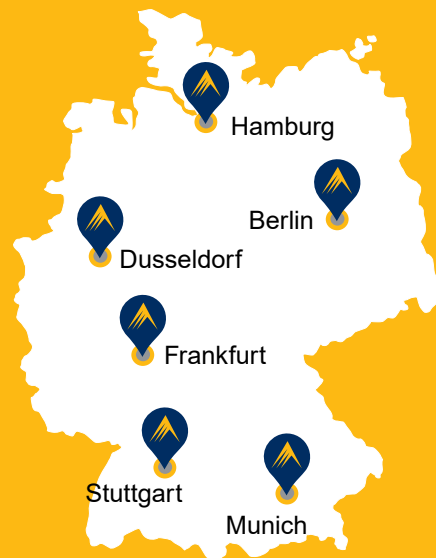 Hamburg
Berlin
Dusseldorf
Frankfurt
Stuttgart
Munich